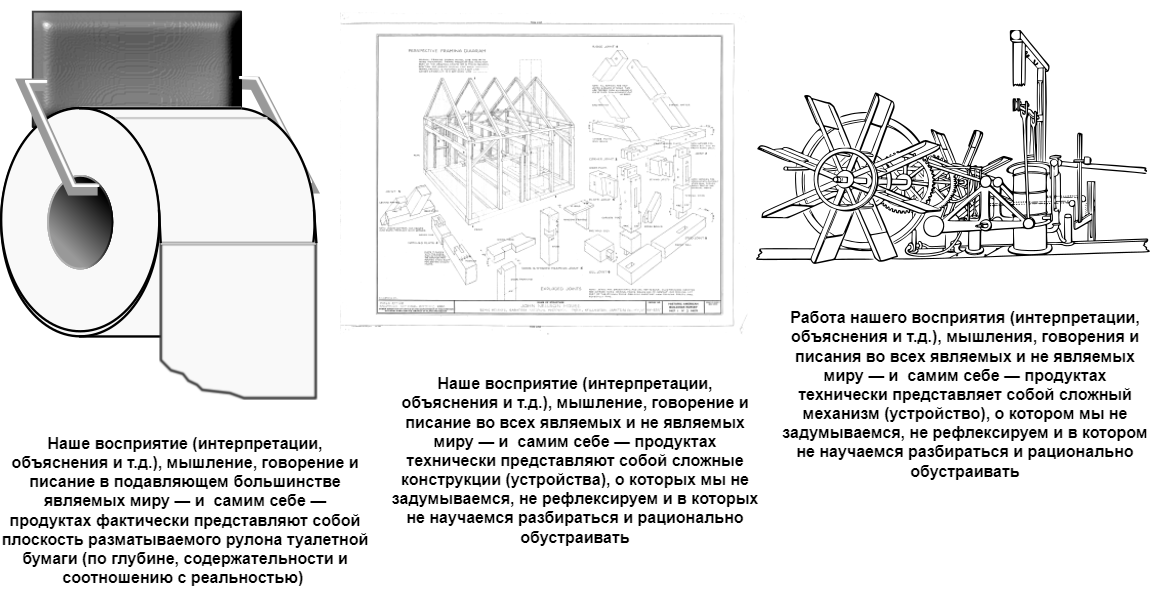 Наше восприятие (интерпретации,
объяснения и т.д.), мышление, говорение и
писание в подавляющем большинстве
являемых миру — и  самим себе —
продуктах фактически представляют собой
плоскость разматываемого рулона туалетной
бумаги (по глубине, содержательности и
соотношению с реальностью)
PERSPECTIVE FRAMING DIAGRAM
EXPLODED JOINTS
Наше восприятие (интерпретации,
объяснения и т.д.), мышление, говорение и
писание во всех являемых и не являемых
миру — и  самим себе — продуктах
технически представляют собой сложные
конструкции (устройства), о которых мы не
задумываемся, не рефлексируем и в которых
не научаемся разбираться и рационально
обустраивать
Работа нашего восприятия (интерпретации,
объяснения и т.д.), мышления, говорения и
писания во всех являемых и не являемых
миру — и  самим себе — продуктах
технически представляет собой сложный
механизм (устройство), о котором мы не
задумываемся, не рефлексируем и в котором
не научаемся разбираться и рационально
обустраивать